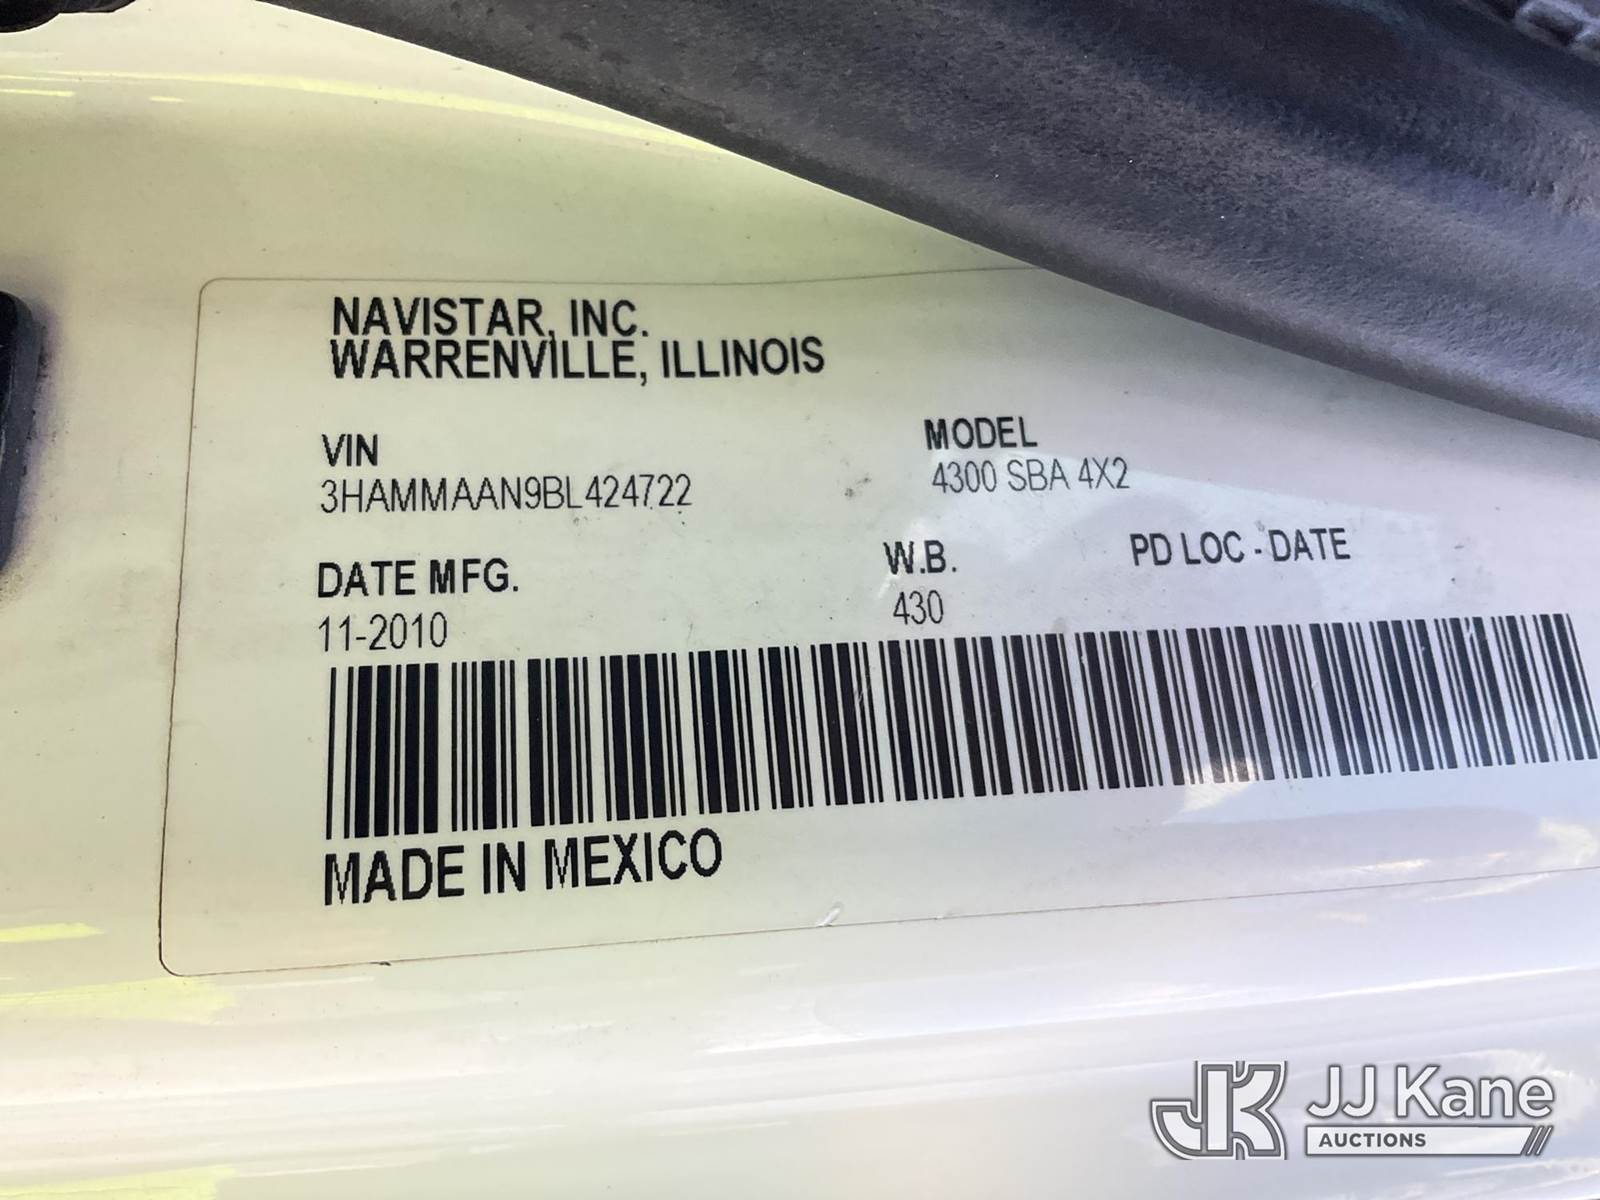 NAVISTAR, INC.
WARRENVILLE, ILLINOIS
VIN
3HAMMAAN9BL424722
MODEL
4300 SBA 4X2
DATE MFG.
11-2010
W.B.
430
PD LOC - DATE
MADE IN MEXICO
JK JJ Kane
AUCTIONS